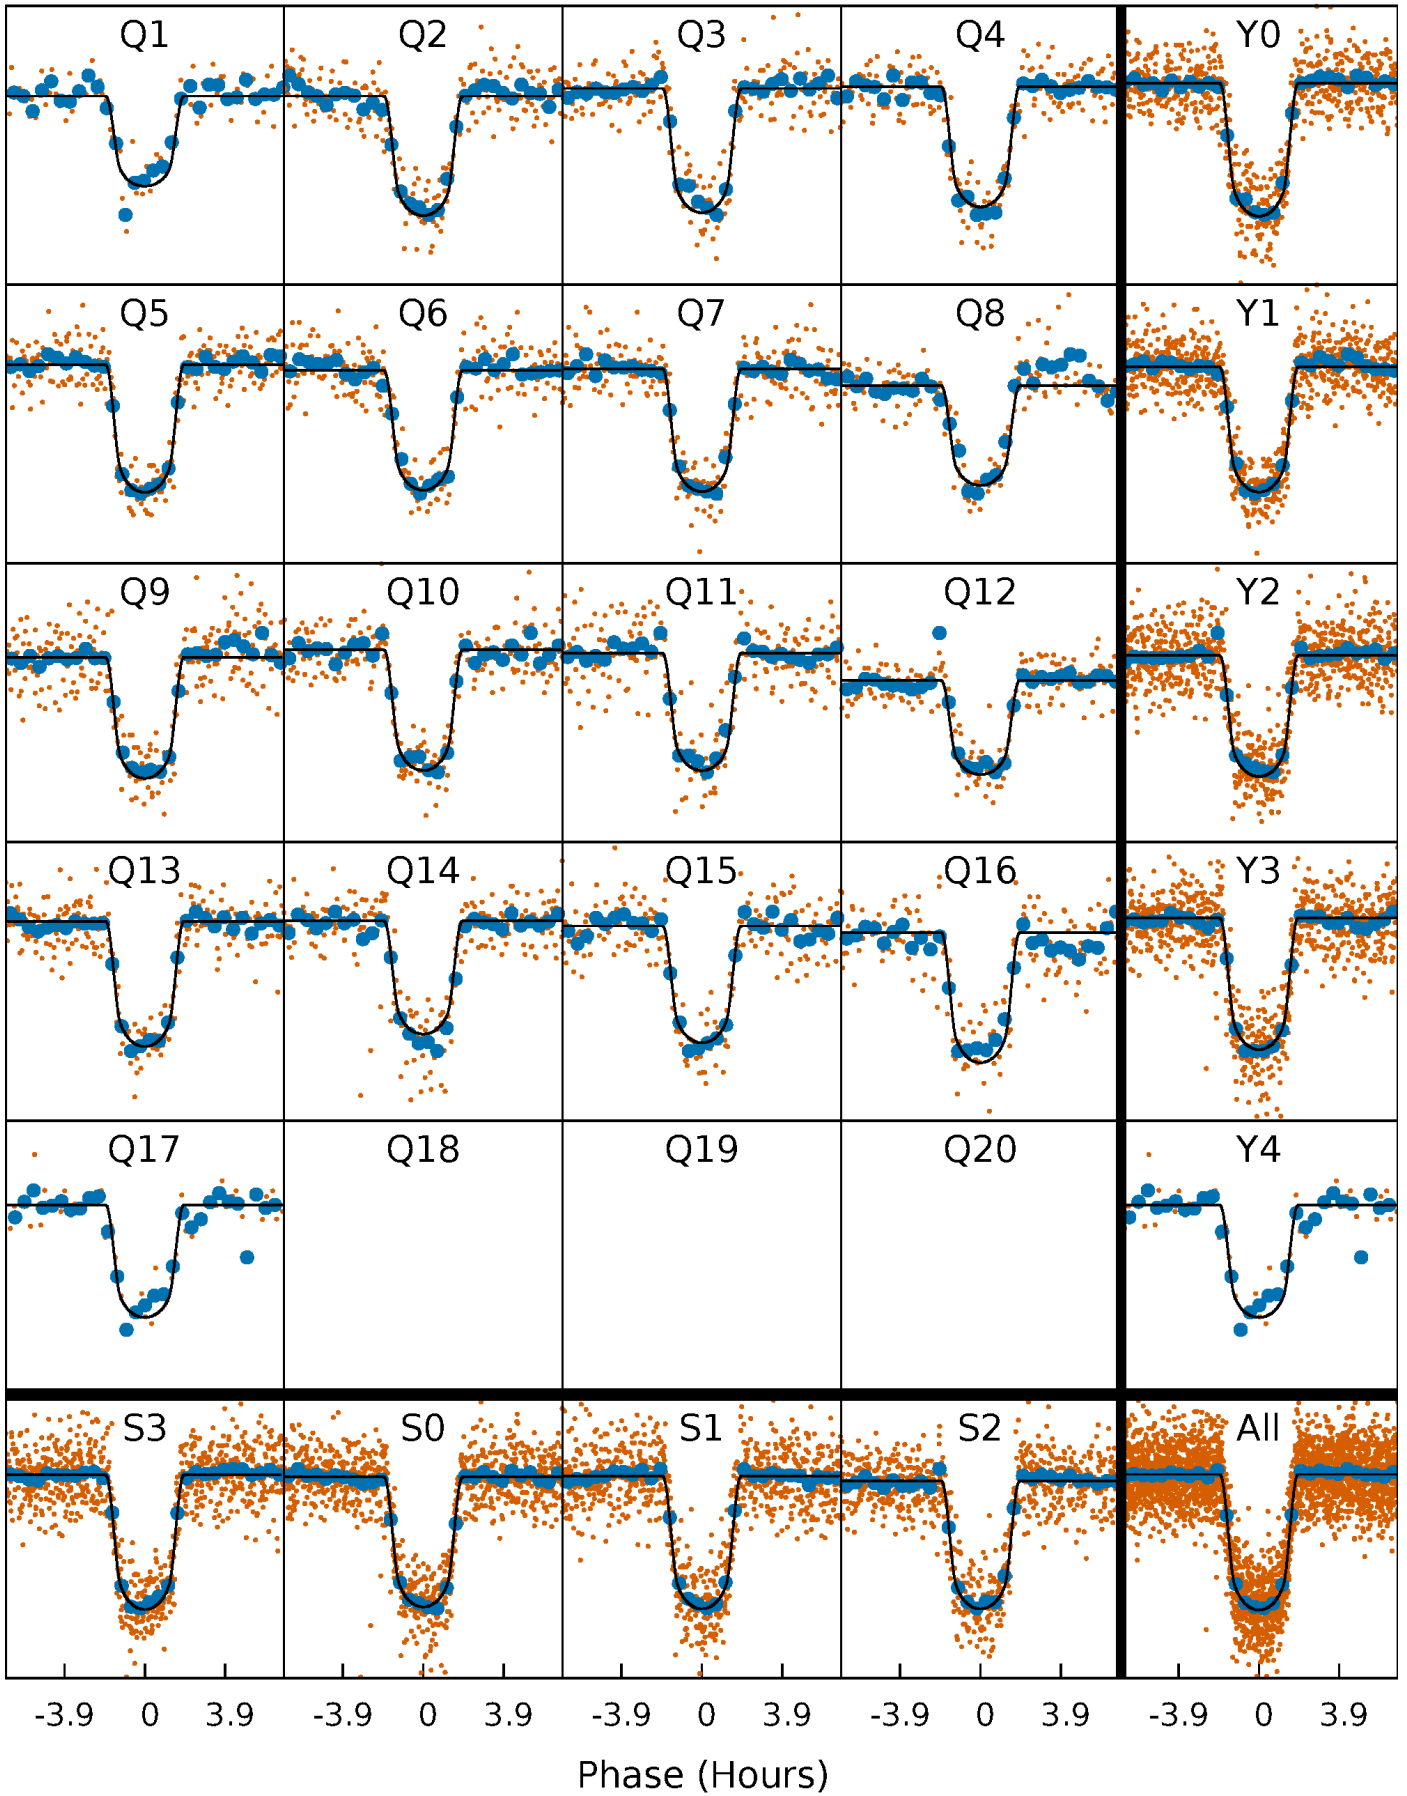 Q1 Q2 Q3 Q4 Y0
Q5 Q6 Q7 Q8 Y1
Q9 Q10 Q11 Q12 Y2
Q13 Q14 Q15 Q16 Y3
Q17 Q18 Q19 Q20 Y4
S3 S0 S1 S2 All
-3.9 0 3.9 -3.9 0 3.9 -3.9 0 3.9 -3.9 0 3.9 -3.9 0 3.9
Phase (Hours)